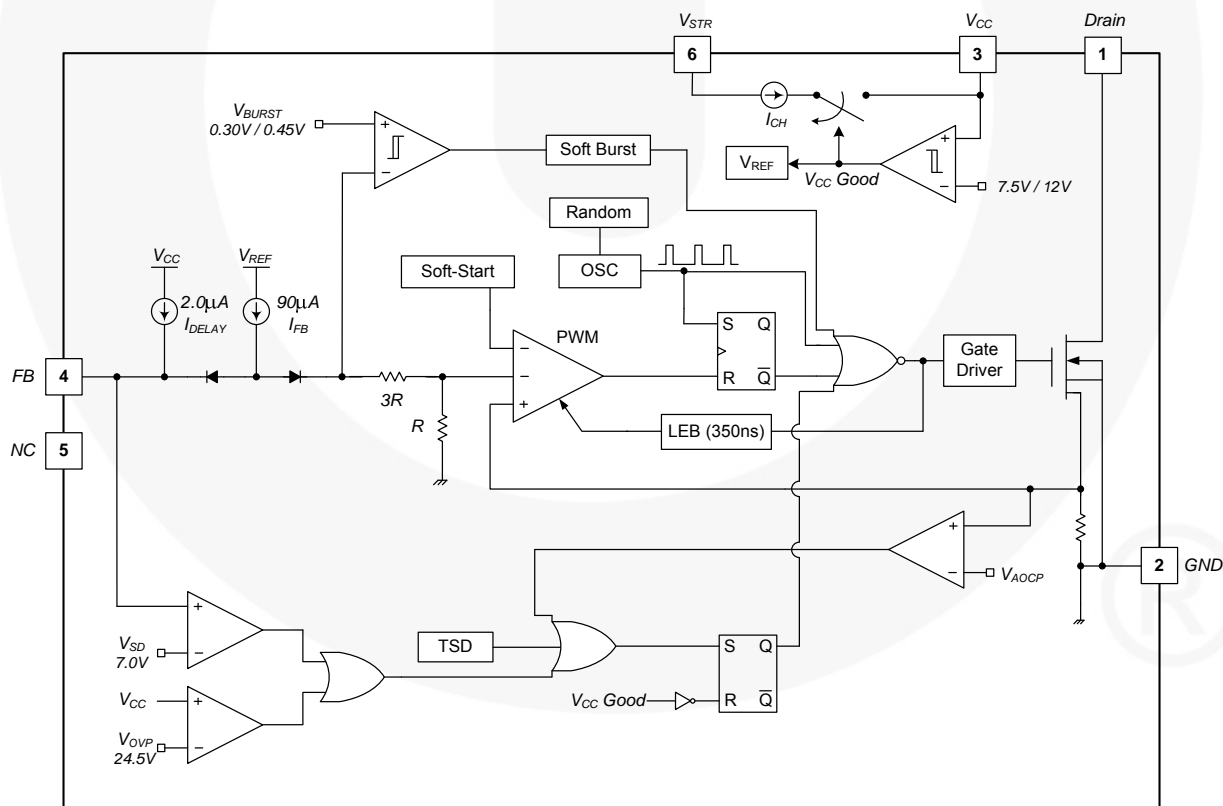 VSTR
VCC
Drain
6
3
1
VBURST
0.30V / 0.45V
+
−
Soft Burst
ICH
VREF
VCC Good
+
−
7.5V / 12V
Random
OSC
Soft-Start
VCC
VREF
2.0μA
IDELAY
90μA
IFB
PWM
−
−
+
S
Q
R
Q̅
Gate
Driver
FB
4
3R
R
LEB (350ns)
NC
5
+
−
VAOCP
2
GND
VSD
7.0V
+
−
TSD
S
Q
R
Q̅
VCC Good
VCC
VOVP
24.5V
+
−
®